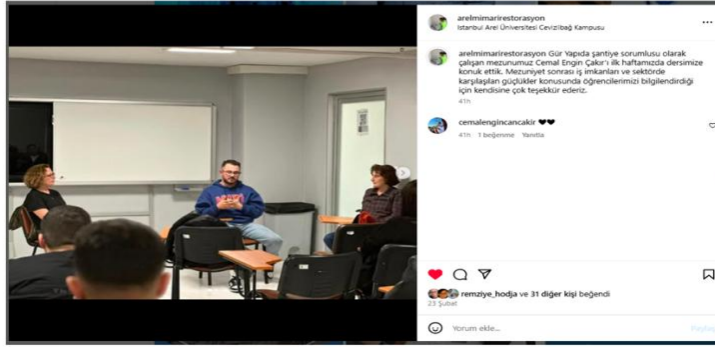 arelmimarirestorasyon
İstanbul Arel Üniversitesi Cevizlibağ Kampusu
arelmimarirestorasyon Gür Yapıda şantiye sorumlusu olarak
çalışan mezunumuz Cemal Engin Çakır'ı ilk haftamızda dersimize
konuk ettik. Mezuniyet sonrası iş imkanları ve sektörde
karşılaşılan güçlükler konusunda öğrencilerimizi bilgilendirdiği
için kendisine çok teşekkür ederiz.
41h
cemalengincancakir 🖤🖤
41h 1 beğenme Yanıtla
remziye_hodja ve 31 diğer kişi beğendi
23 Şubat
Yorum ekle...
Paylaş